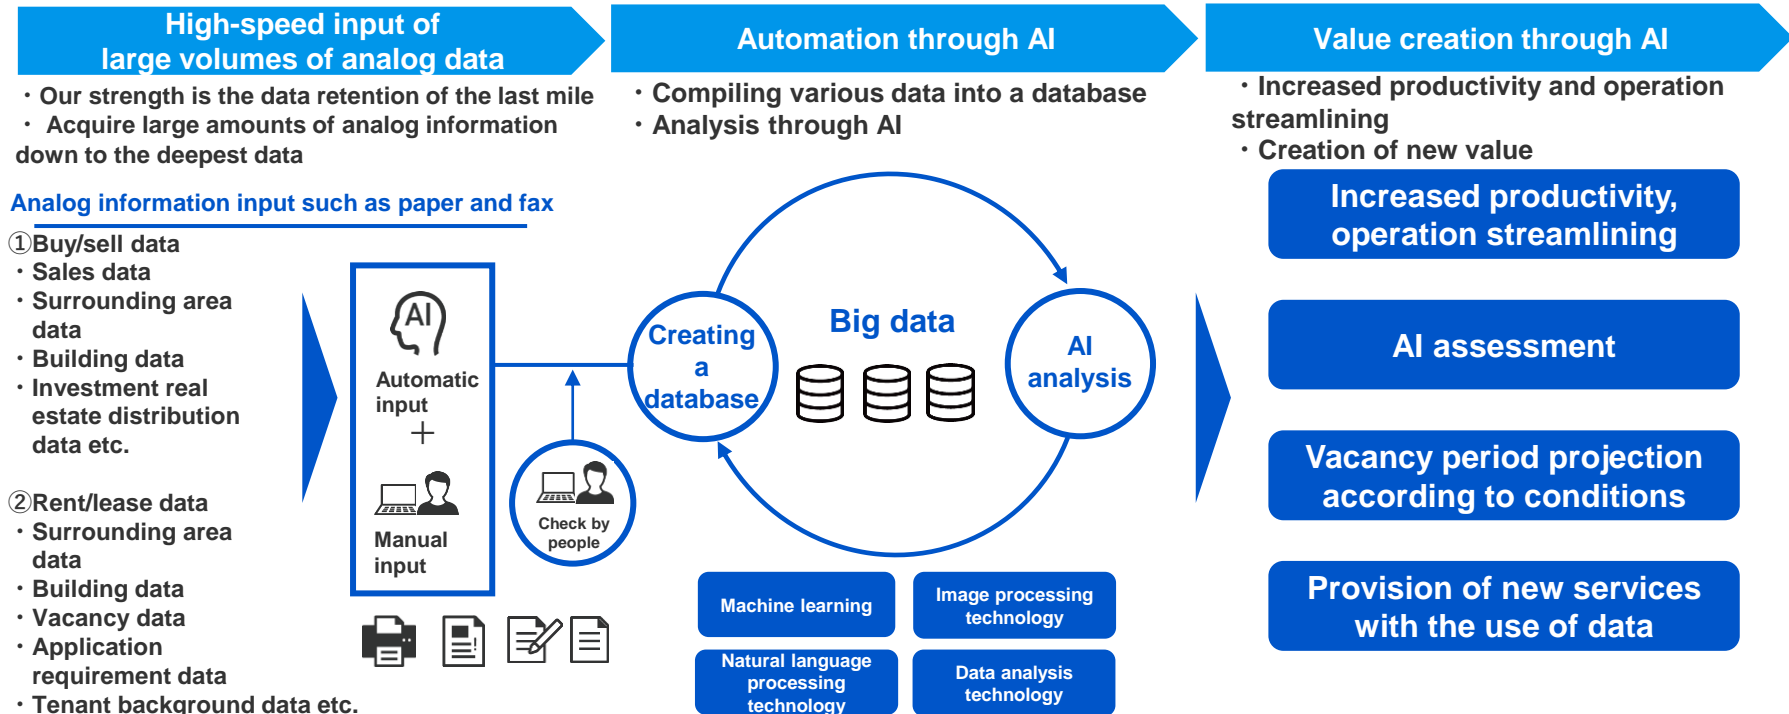 High-speed input of
large volumes of analog data
Automation through AI
Value creation through AI
・Our strength is the data retention of the last mile
・ Acquire large amounts of analog information
down to the deepest data
・Compiling various data into a database
・Analysis through AI
・Increased productivity and operation
streamlining
・Creation of new value
Analog information input such as paper and fax
①Buy/sell data
・Sales data
・Surrounding area
data
・Building data
・Investment real
estate distribution
data etc.
②Rent/lease data
・Surrounding area
data
・Building data
・Vacancy data
・Application
requirement data
・Tenant background data etc.
AI
Automatic
input
＋
Manual
input
Check by
people
Creating
a
database
Big data
AI
analysis
Machine learning
Image processing
technology
Natural language
processing
technology
Data analysis
technology
Increased productivity,
operation streamlining
AI assessment
Vacancy period projection
according to conditions
Provision of new services
with the use of data